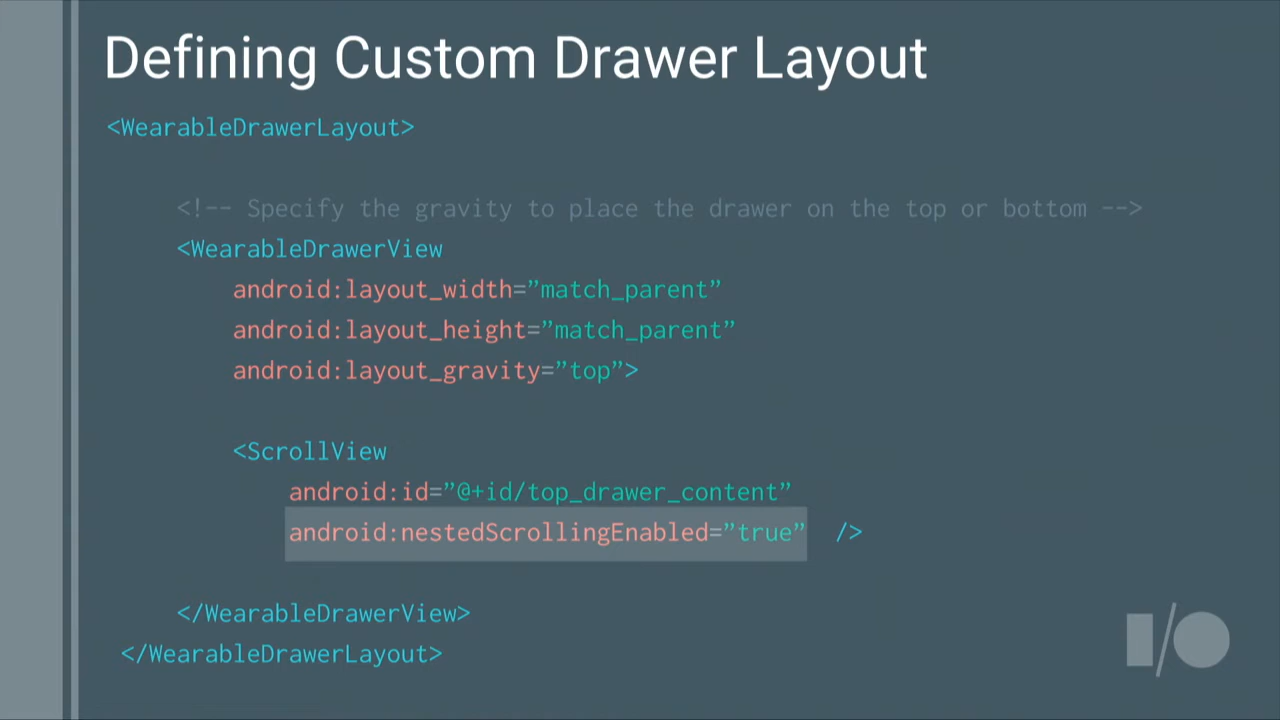 Defining Custom Drawer Layout
<WearableDrawerLayout>
<!-- Specify the gravity to place the drawer on the top or bottom -->
<WearableDrawerView
android:layout_width=”match_parent”
android:layout_height=”match_parent”
android:layout_gravity=”top”>
<ScrollView
android:id=”@+id/top_drawer_content”
android:nestedScrollingEnabled=”true” />
</WearableDrawerView>
</WearableDrawerLayout>
I/O